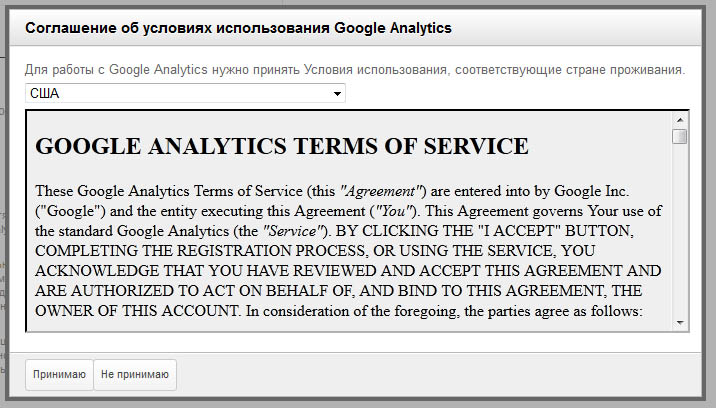 Соглашение об условиях использования Google Analytics
Для работы с Google Analytics нужно принять Условия использования, соответствующие стране проживания.
США
GOOGLE ANALYTICS TERMS OF SERVICE
These Google Analytics Terms of Service (this "Agreement") are entered into by Google Inc.
("Google") and the entity executing this Agreement ("You"). This Agreement governs Your use of
the standard Google Analytics (the "Service"). BY CLICKING THE "I ACCEPT" BUTTON,
COMPLETING THE REGISTRATION PROCESS, OR USING THE SERVICE, YOU
ACKNOWLEDGE THAT YOU HAVE REVIEWED AND ACCEPT THIS AGREEMENT AND
ARE AUTHORIZED TO ACT ON BEHALF OF, AND BIND TO THIS AGREEMENT, THE
OWNER OF THIS ACCOUNT. In consideration of the foregoing, the parties agree as follows:
Принимаю Не принимаю